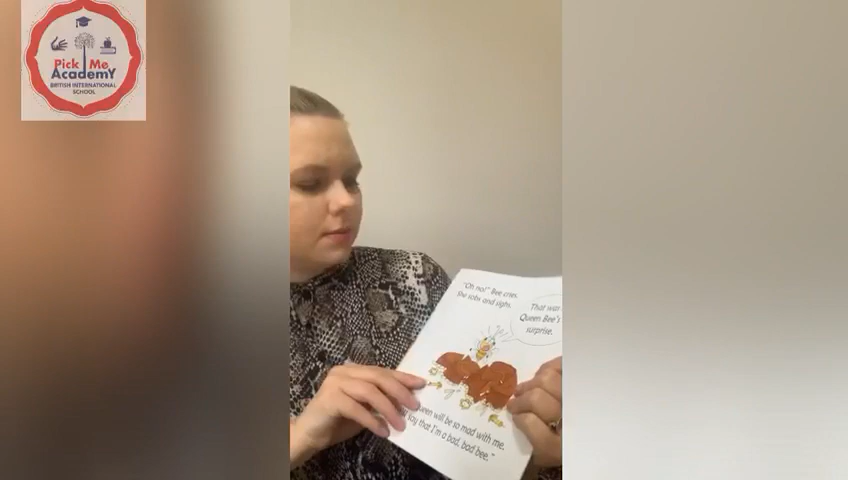 Pick Me
Academy
BRITISH INTERNATIONAL
SCHOOL
"Oh no!" Bee cries.
She sobs and sighs.
That was
Queen Bee's
surprise.
Queen will be so mad with me.
say that I'm a bad, bad bee."